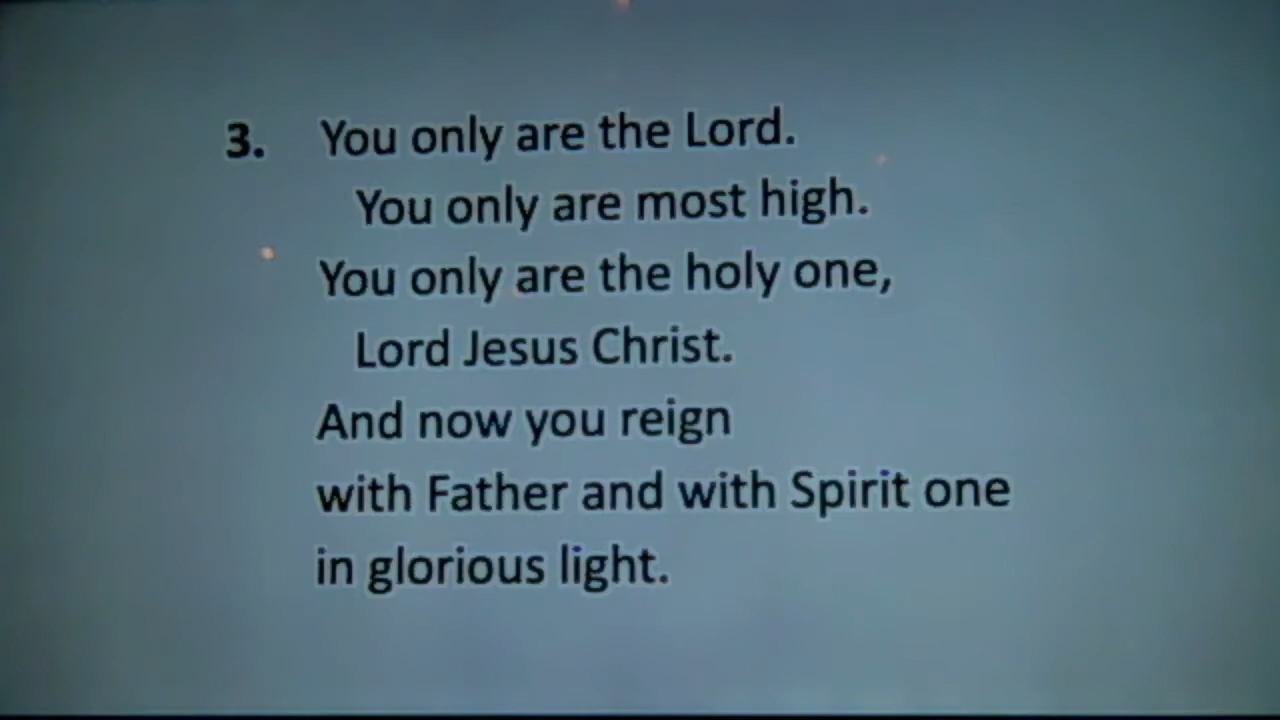 3. You only are the Lord.
You only are most high.
You only are the holy one,
Lord Jesus Christ.
And now you reign
with Father and with Spirit one
in glorious light.